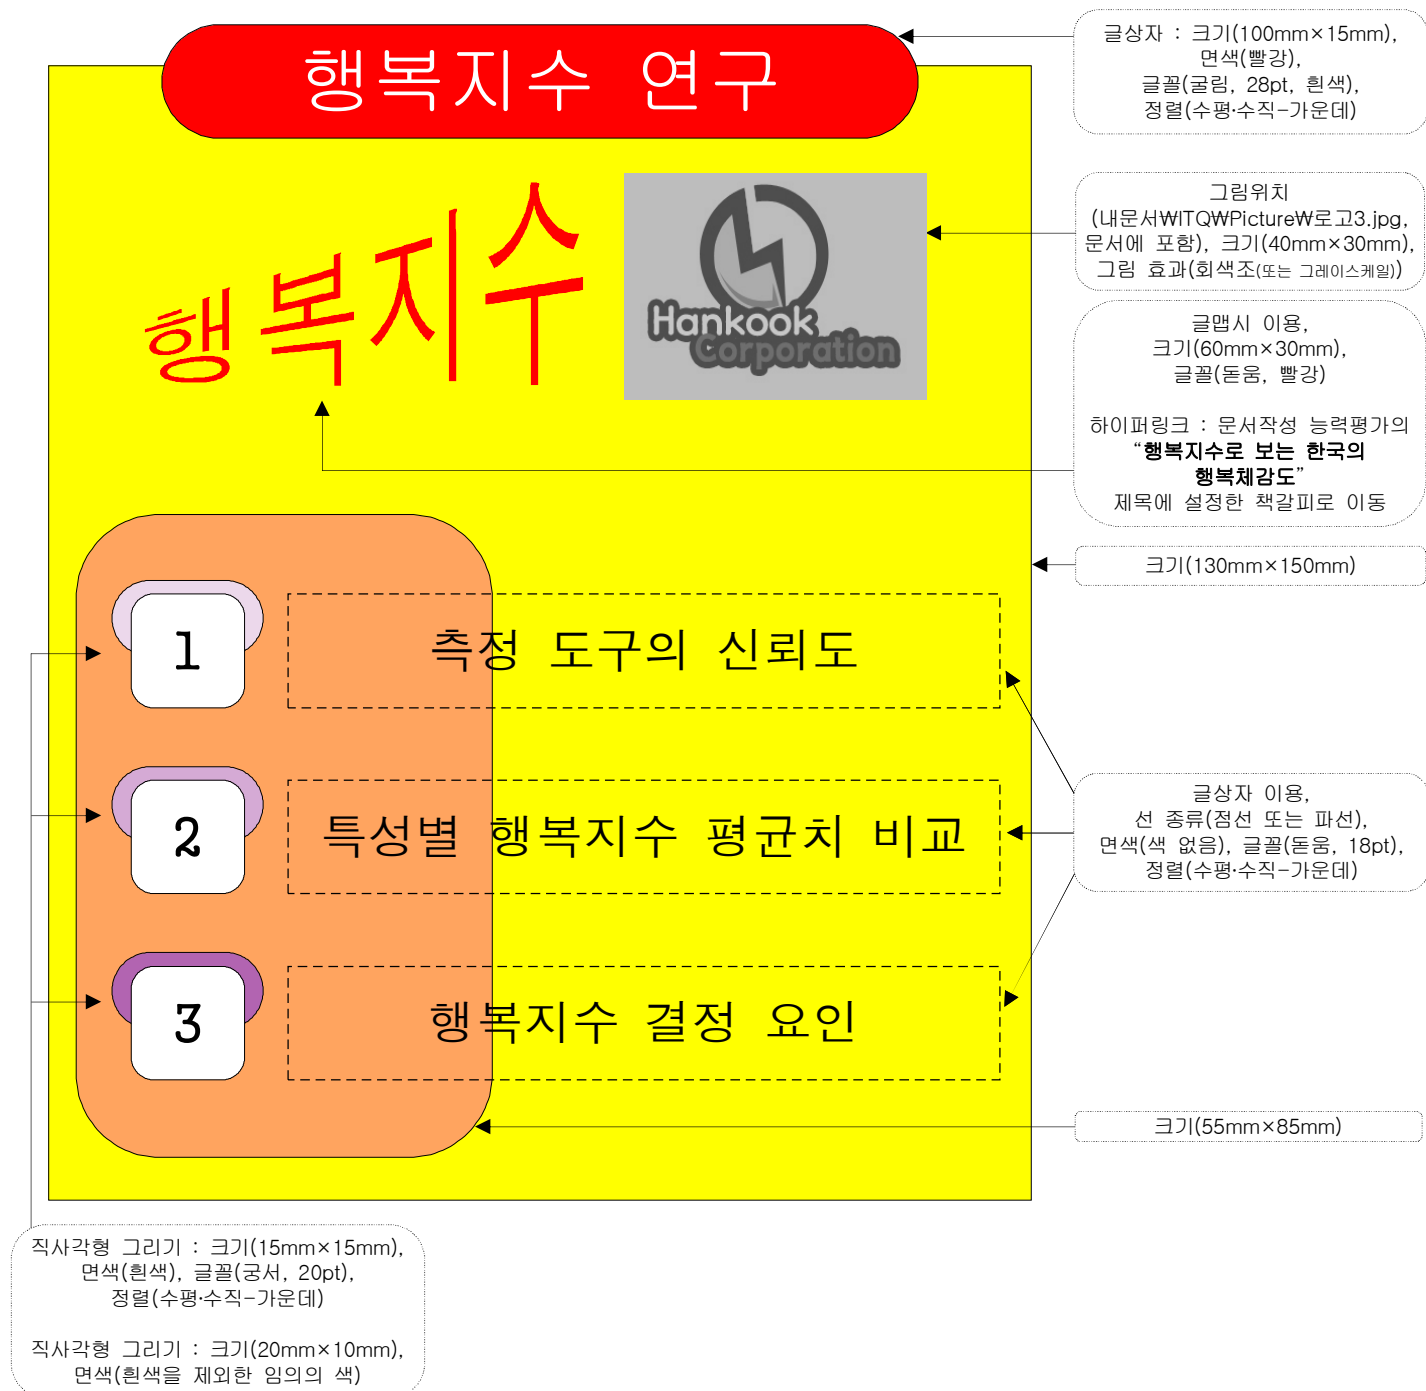 행복지수 연구
글상자 : 크기(100mm×15mm),
면색(빨강),
글꼴(굴림, 28pt, 흰색),
정렬(수평·수직-가운데)
행복지수
Hankook
Corporation
그림위치
(내문서₩ITQ₩Picture₩로고3.jpg,
문서에 포함), 크기(40mm×30mm),
그림 효과(회색조(또는 그레이스케일))
글맵시 이용,
크기(60mm×30mm),
글꼴(돋움, 빨강)
하이퍼링크 : 문서작성 능력평가의
“행복지수로 보는 한국의
행복체감도”
제목에 설정한 책갈피로 이동
크기(130mm×150mm)
1 측정 도구의 신뢰도
2 특성별 행복지수 평균치 비교
글상자 이용,
선 종류(점선 또는 파선),
면색(색 없음), 글꼴(돋움, 18pt),
정렬(수평·수직-가운데)
3 행복지수 결정 요인
크기(55mm×85mm)
직사각형 그리기 : 크기(15mm×15mm),
면색(흰색), 글꼴(궁서, 20pt),
정렬(수평·수직-가운데)
직사각형 그리기 : 크기(20mm×10mm),
면색(흰색을 제외한 임의의 색)